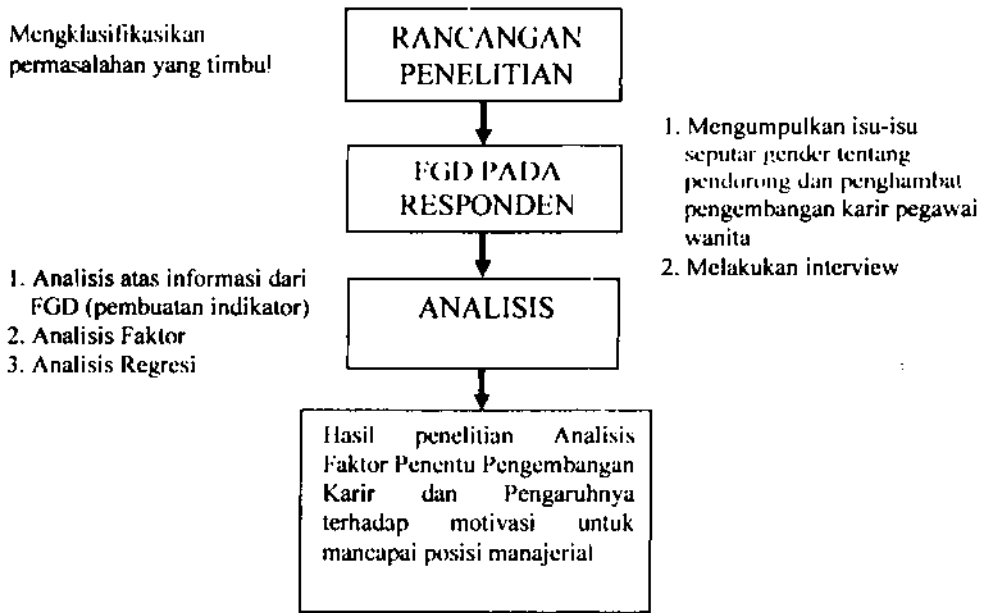 Mengklasifikasikan
permasalahan yang timbul
RANCANGAN
PENELITIAN
1. Mengumpulkan isu-isu
seputar gender tentang
pendorong dan penghambat
pengembangan karir pegawai
wanita
2. Melakukan interview
FGD PADA
RESPONDEN
1. Analisis atas informasi dari
FGD (pembuatan indikator)
2. Analisis Faktor
3. Analisis Regresi
ANALISIS
Hasil penelitian Analisis
Faktor Penentu Pengembangan
Karir dan Pengaruhnya
terhadap motivasi untuk
mancapai posisi manajerial